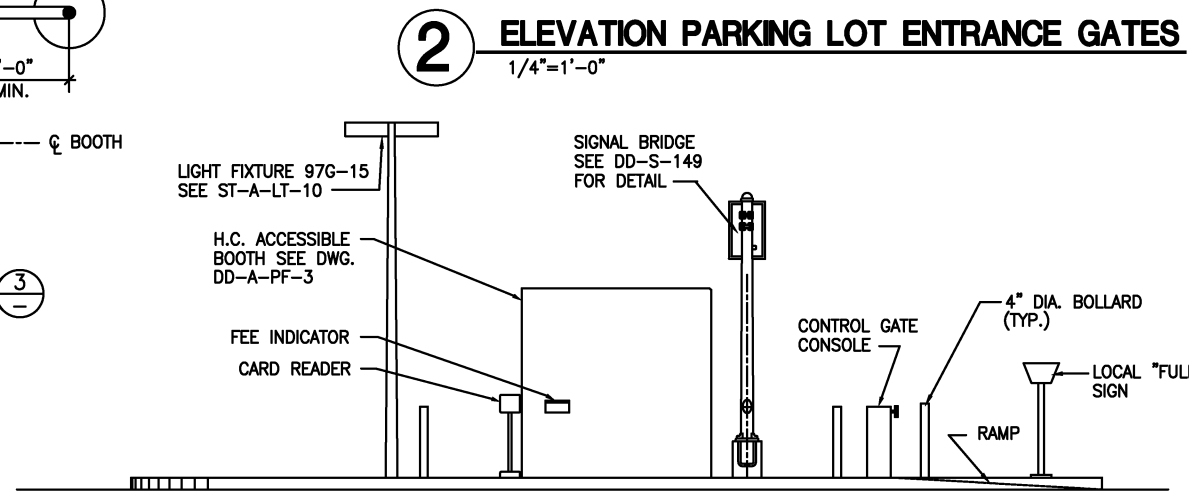 2
ELEVATION PARKING LOT ENTRANCE GATES
1/4"=1'-0"
'-0"
MIN.
℄ BOOTH
LIGHT FIXTURE 97G-15
SEE ST-A-LT-10
SIGNAL BRIDGE
SEE DD-S-149
FOR DETAIL
H.C. ACCESSIBLE
BOOTH SEE DWG.
DD-A-PF-3
3
-
FEE INDICATOR
CARD READER
CONTROL GATE
CONSOLE
4" DIA. BOLLARD
(TYP.)
LOCAL "FULL
SIGN
RAMP